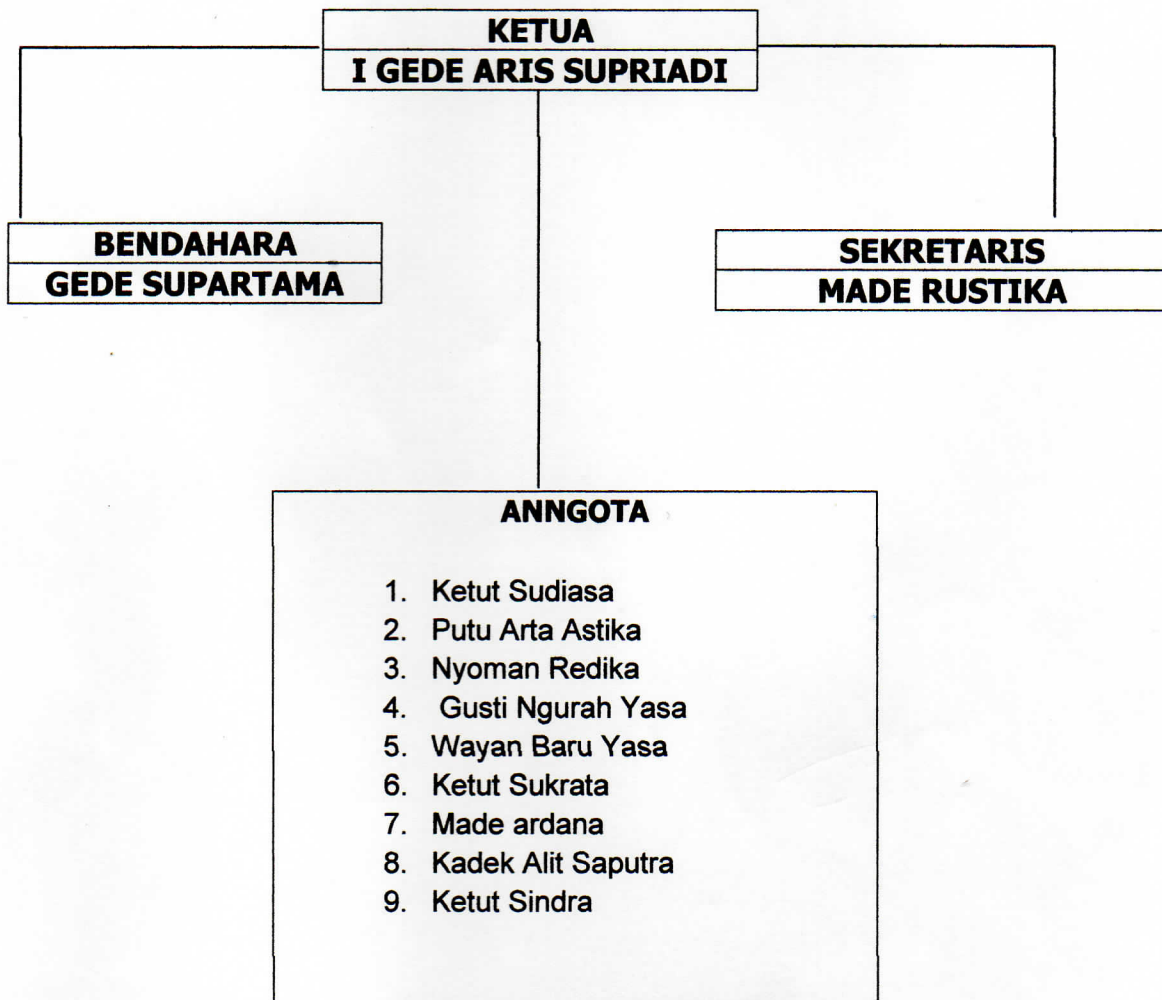 KETUA
I GEDE ARIS SUPRIADI
BENDAHARA
GEDE SUPARTAMA
SEKRETARIS
MADE RUSTIKA
ANNGOTA
1. Ketut Sudiasa
2. Putu Arta Astika
3. Nyoman Redika
4. Gusti Ngurah Yasa
5. Wayan Baru Yasa
6. Ketut Sukrata
7. Made ardana
8. Kadek Alit Saputra
9. Ketut Sindra